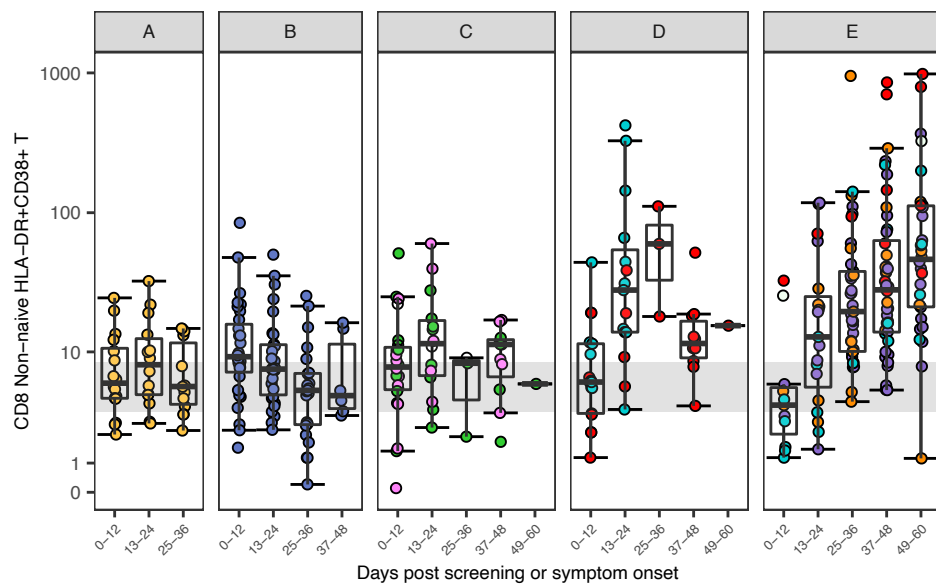 A B C D E
CD8 Non−naive HLA−DR+CD38+ T
1000
100
10
1
0
0−12 13−24 25−36 0−12 13−24 25−36 37−48 0−12 13−24 25−36 37−48 49−60 0−12 13−24 25−36 37−48 49−60 0−12 13−24 25−36 37−48 49−60
Days post screening or symptom onset